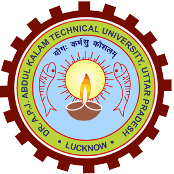 DR. A.P.J. ABDUL KALAM TECHNICAL UNIVERSITY, UTTAR PRADESH
योगः कर्मसु कौशलम्
LUCKNOW